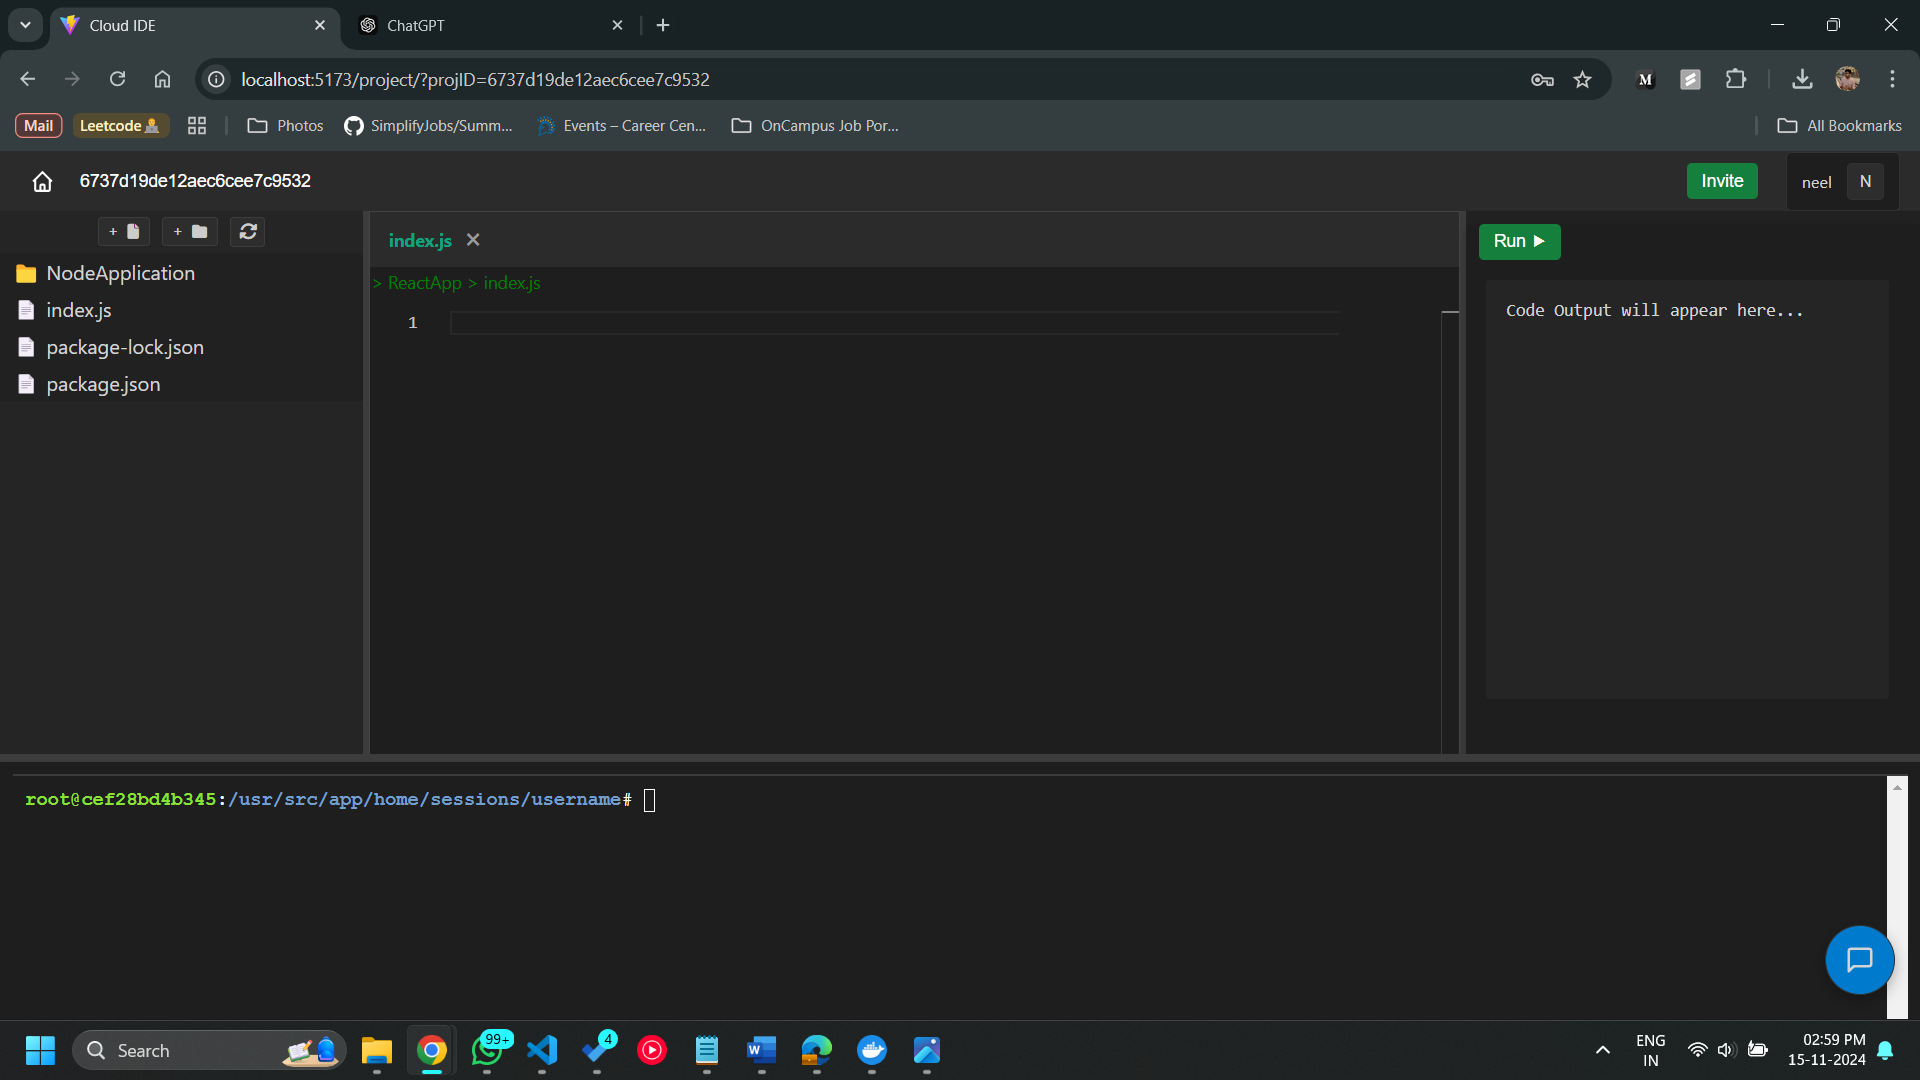 Cloud IDE
ChatGPT
localhost:5173/project/?projID=6737d19de12aec6cee7c9532
M
Mail
Leetcode
Photos
SimplifyJobs/Summ...
Events – Career Cen...
OnCampus Job Por...
All Bookmarks
6737d19de12aec6cee7c9532
Invite
neel
N
+
+
index.js
Run
NodeApplication
> ReactApp > index.js
index.js
1
Code Output will appear here...
package-lock.json
package.json
root@cef28bd4b345:/usr/src/app/home/sessions/username#
Search
99+
4
W
ENG
IN
02:59 PM
15-11-2024